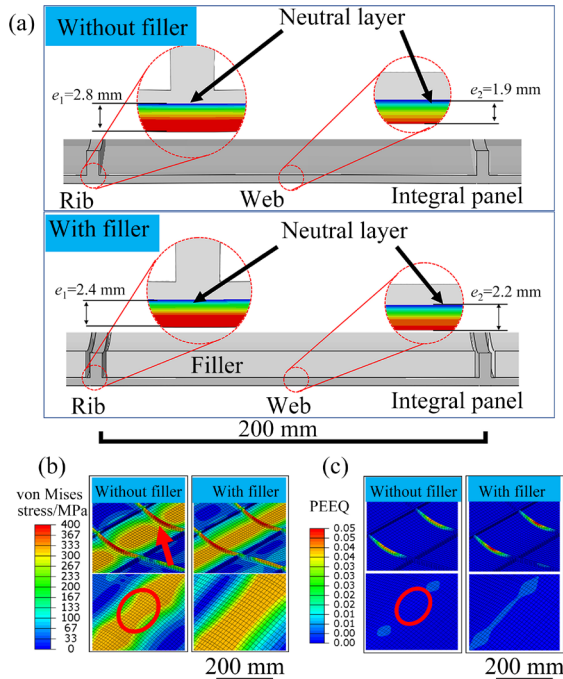 (a)
Without filler
Neutral layer
e1=2.8 mm
e2=1.9 mm
Rib
Web
Integral panel
With filler
Neutral layer
e1=2.4 mm
e2=2.2 mm
Filler
Rib
Web
Integral panel
200 mm
(b)
von Mises
stress/MPa
400
367
333
300
267
233
200
167
133
100
67
33
0
Without filler
With filler
200 mm
(c)
PEEQ
0.05
0.05
0.04
0.04
0.03
0.03
0.03
0.02
0.02
0.01
0.01
0.00
0.00
Without filler
With filler
200 mm